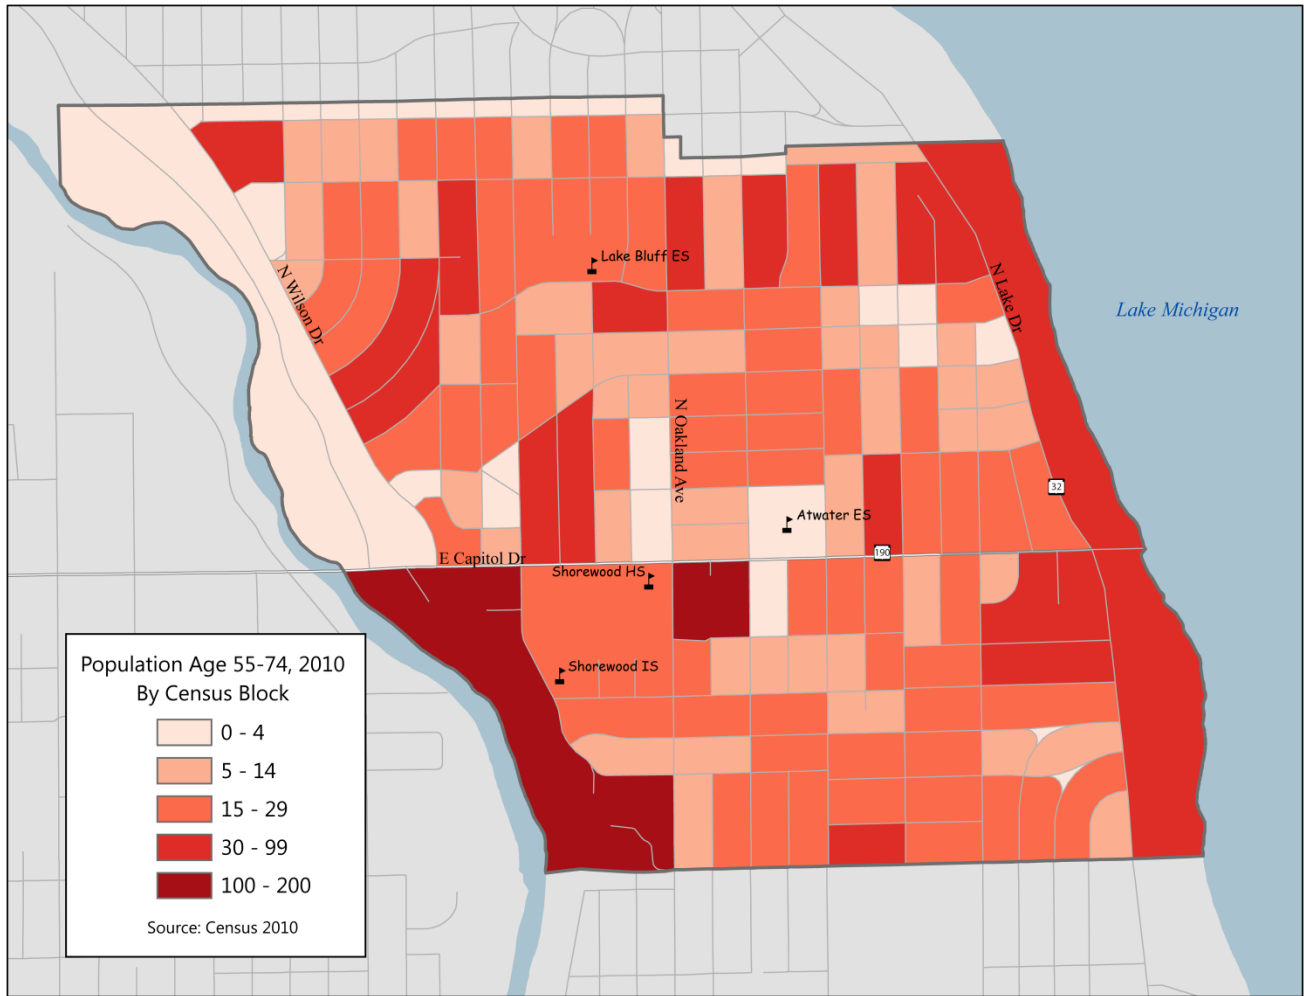 Lake Bluff ES
N Wilson Dr
N Lake Dr
Lake Michigan
N Oakland Ave
32
Atwater ES
190
E Capitol Dr
Shorewood HS
Shorewood IS
Population Age 55-74, 2010
By Census Block
0 - 4
5 - 14
15 - 29
30 - 99
100 - 200
Source: Census 2010